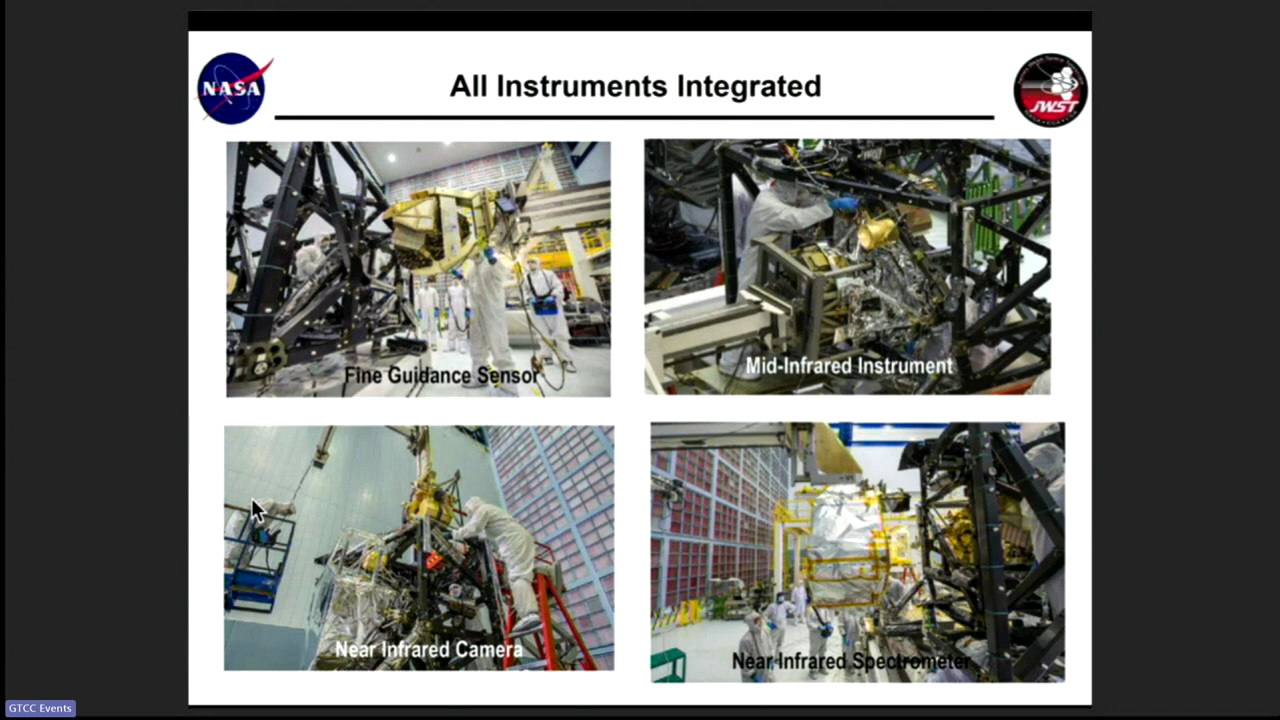 All Instruments Integrated
NASA
JWST
Fine Guidance Sensor
Mid-Infrared Instrument
Near Infrared Camera
Near Infrared Spectrometer
GTCC Events